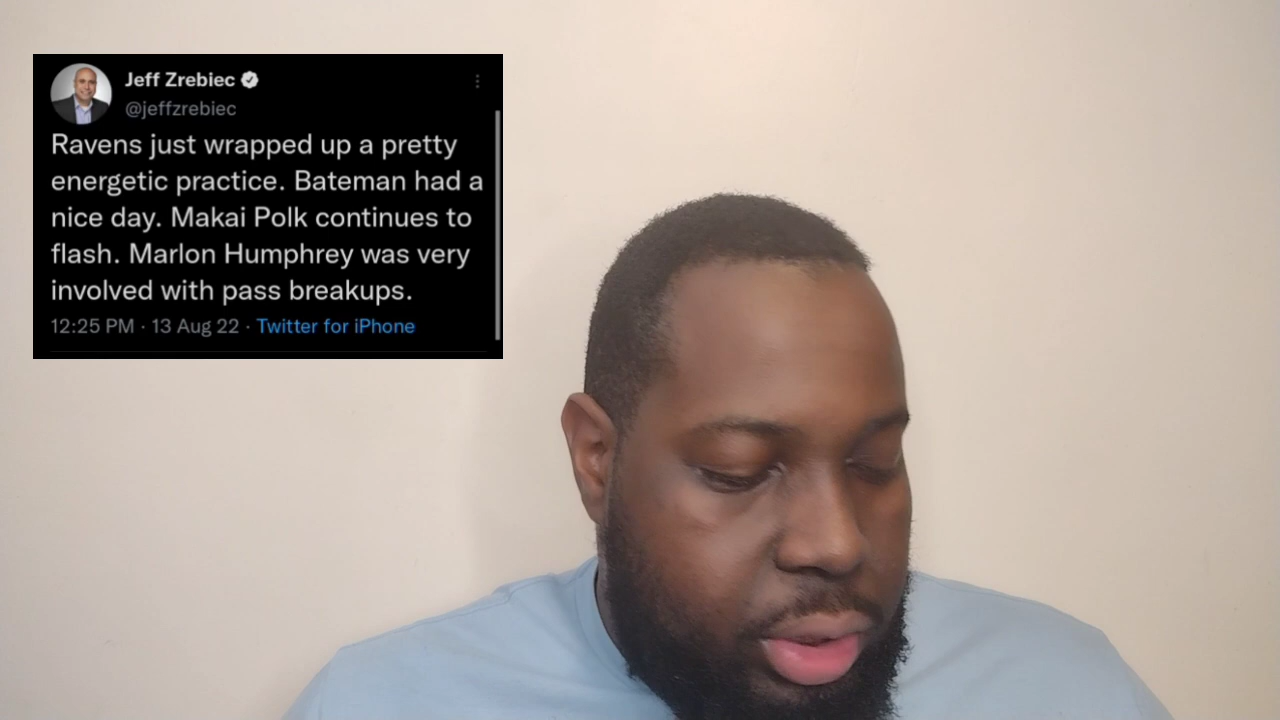 Jeff Zrebiec
@jeffzrebiec
Ravens just wrapped up a pretty
energetic practice. Bateman had a
nice day. Makai Polk continues to
flash. Marlon Humphrey was very
involved with pass breakups.
12:25 PM · 13 Aug 22 · Twitter for iPhone